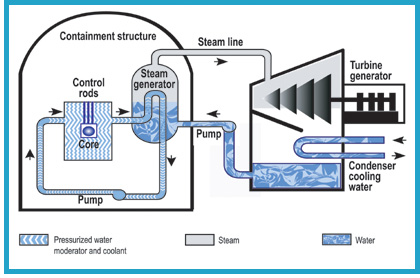 Containment structure
Steam line
Steam
generator
Turbine
generator
Control
rods
Core
Pump
Pump
Condenser
cooling
water
Pressurized water
moderator and coolant
Steam
Water